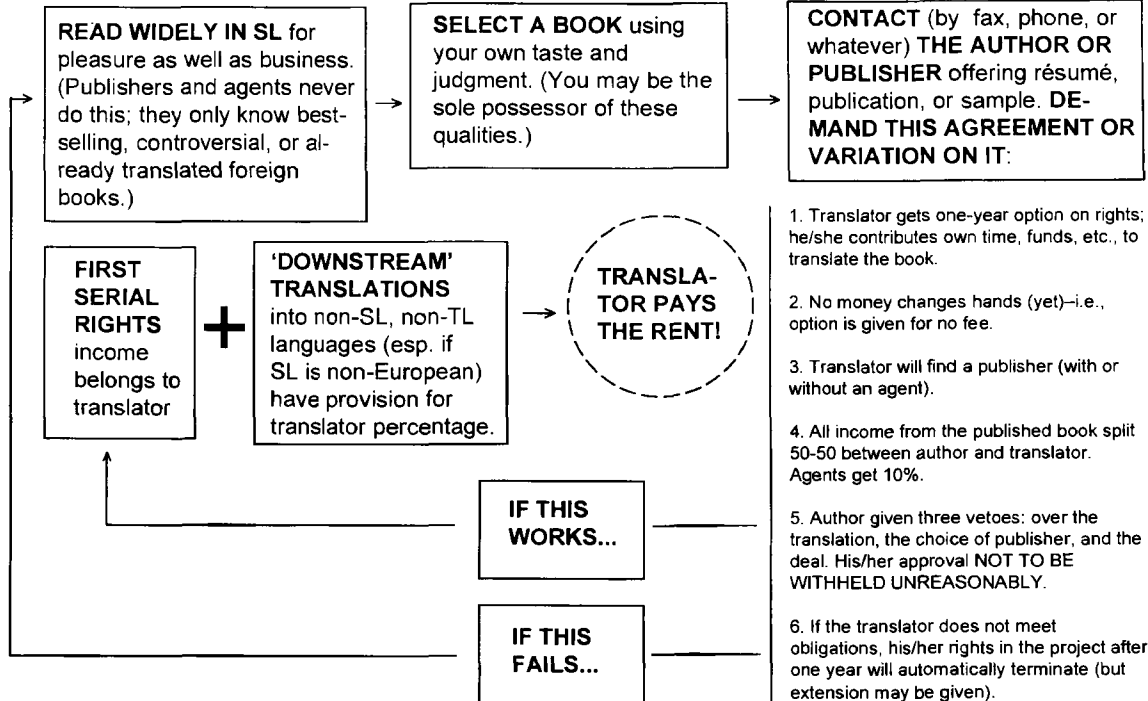 READ WIDELY IN SL for
pleasure as well as business.
(Publishers and agents never
do this; they only know best-
selling, controversial, or al-
ready translated foreign
books.)
SELECT A BOOK using
your own taste and
judgment. (You may be the
sole possessor of these
qualities.)
CONTACT (by fax, phone, or
whatever) THE AUTHOR OR
PUBLISHER offering résumé,
publication, or sample. DE-
MAND THIS AGREEMENT OR
VARIATION ON IT:
1. Translator gets one-year option on rights;
he/she contributes own time, funds, etc., to
translate the book.
2. No money changes hands (yet)–i.e.,
option is given for no fee.
3. Translator will find a publisher (with or
without an agent).
4. All income from the published book split
50-50 between author and translator.
Agents get 10%.
5. Author given three vetoes: over the
translation, the choice of publisher, and the
deal. His/her approval NOT TO BE
WITHHELD UNREASONABLY.
6. If the translator does not meet
obligations, his/her rights in the project after
one year will automatically terminate (but
extension may be given).
IF THIS
WORKS...
FIRST
SERIAL
RIGHTS
income
belongs to
translator
+
'DOWNSTREAM'
TRANSLATIONS
into non-SL, non-TL
languages (esp. if
SL is non-European)
have provision for
translator percentage.
TRANSLA-
TOR PAYS
THE RENT!
IF THIS
FAILS...